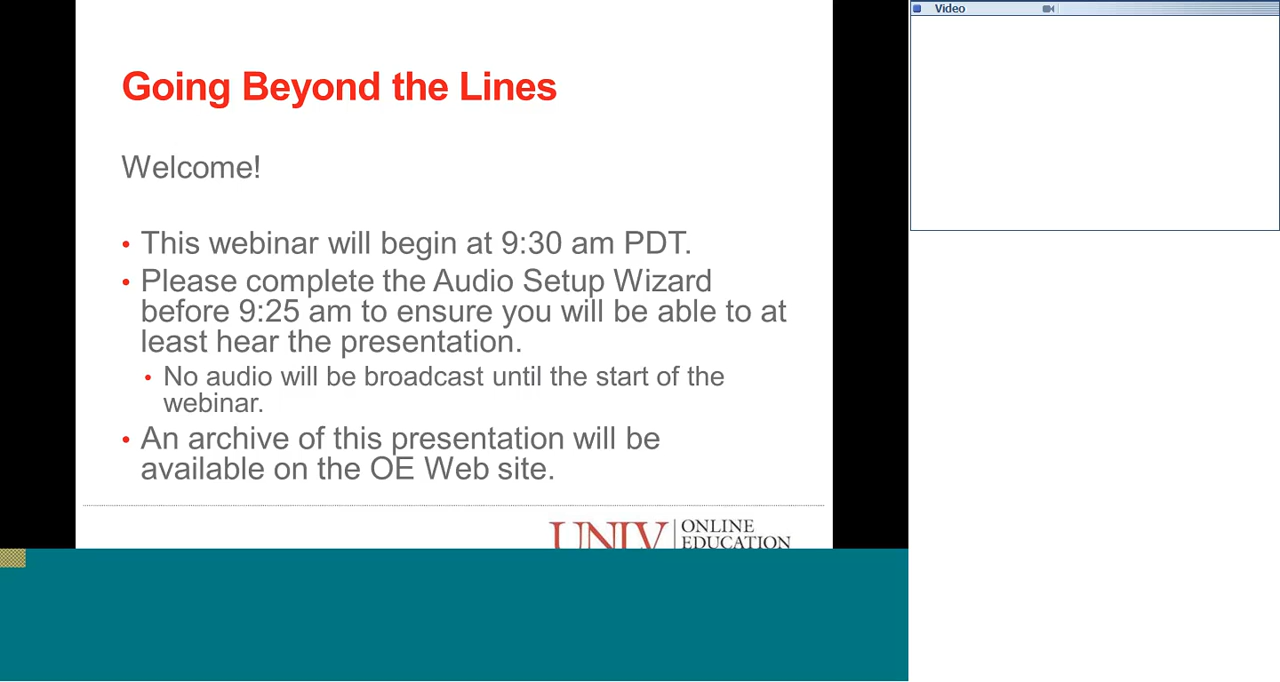 Video
Going Beyond the Lines
Welcome!
• This webinar will begin at 9:30 am PDT.
• Please complete the Audio Setup Wizard
before 9:25 am to ensure you will be able to at
least hear the presentation.
• No audio will be broadcast until the start of the
webinar.
• An archive of this presentation will be
available on the OE Web site.
UNLV
ONLINE
EDUCATION